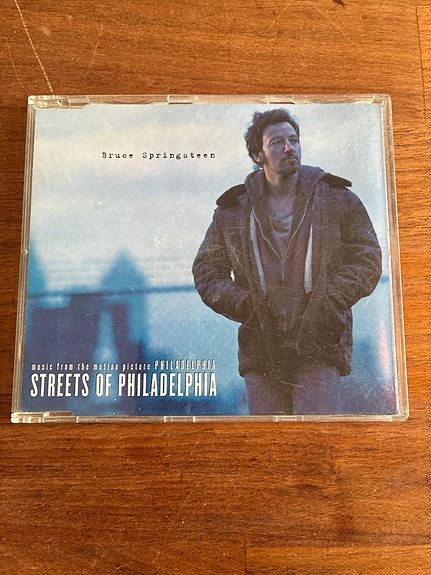 Bruce Springsteen
music from the motion picture PHILADELPHIA
STREETS OF PHILADELPHIA